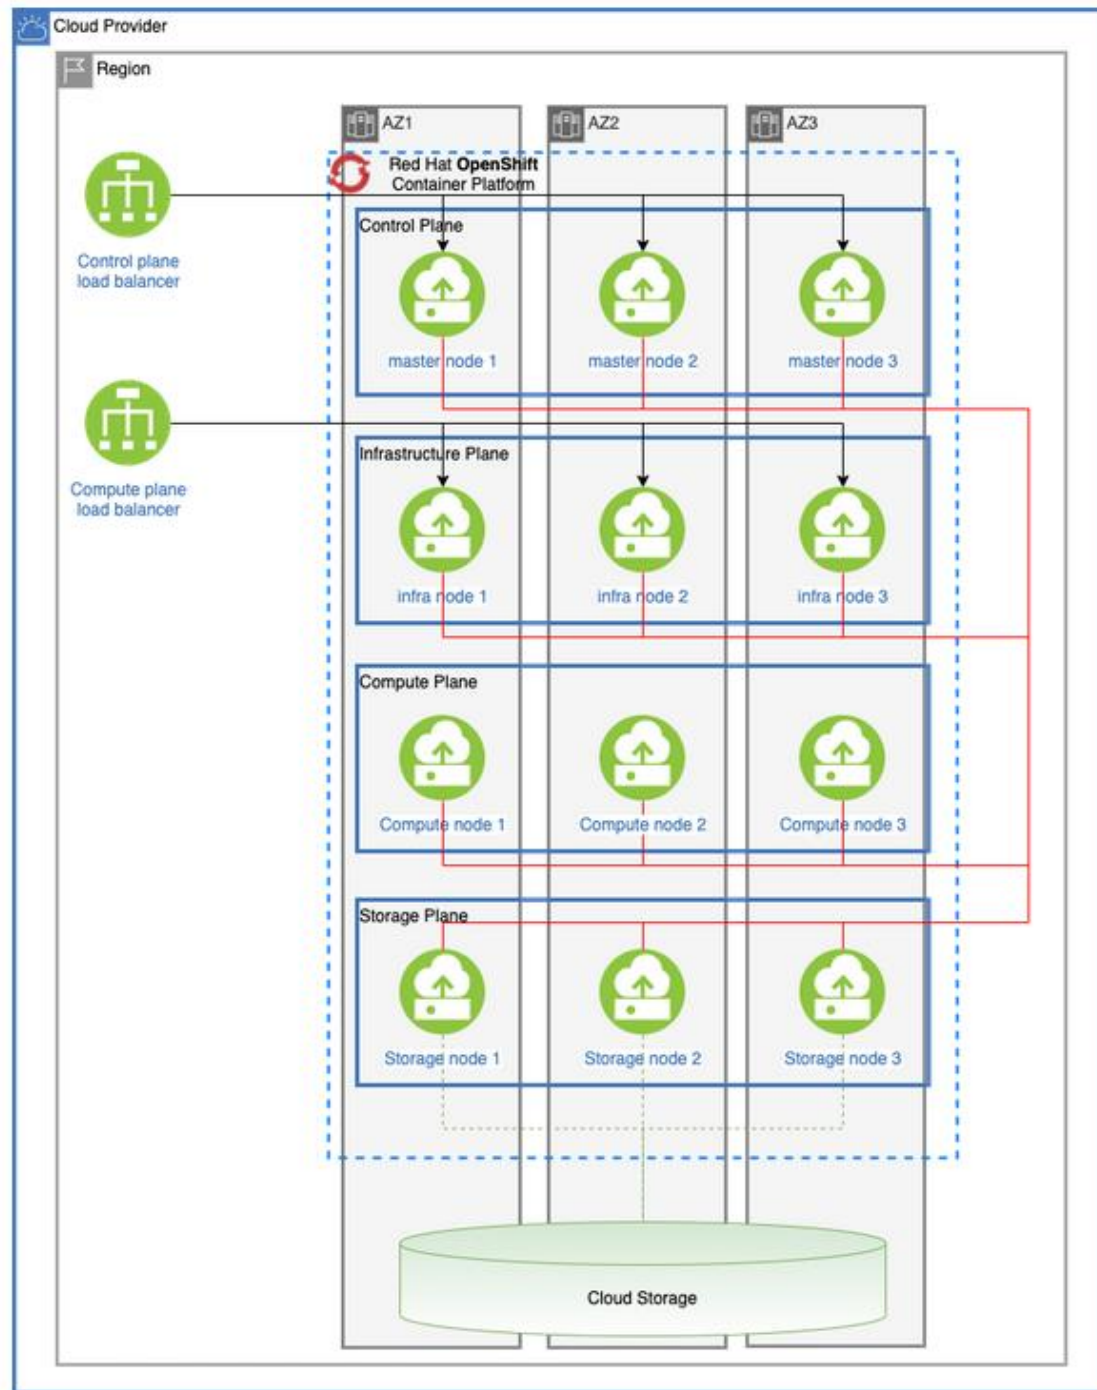 Cloud Provider
Region
AZ1
AZ2
AZ3
Red Hat OpenShift
Container Platform
Control plane
load balancer
Control Plane
master node 1
master node 2
master node 3
Compute plane
load balancer
Infrastructure Plane
infra node 1
infra node 2
infra node 3
Compute Plane
Compute node 1
Compute node 2
Compute node 3
Storage Plane
Storage node 1
Storage node 2
Storage node 3
Cloud Storage